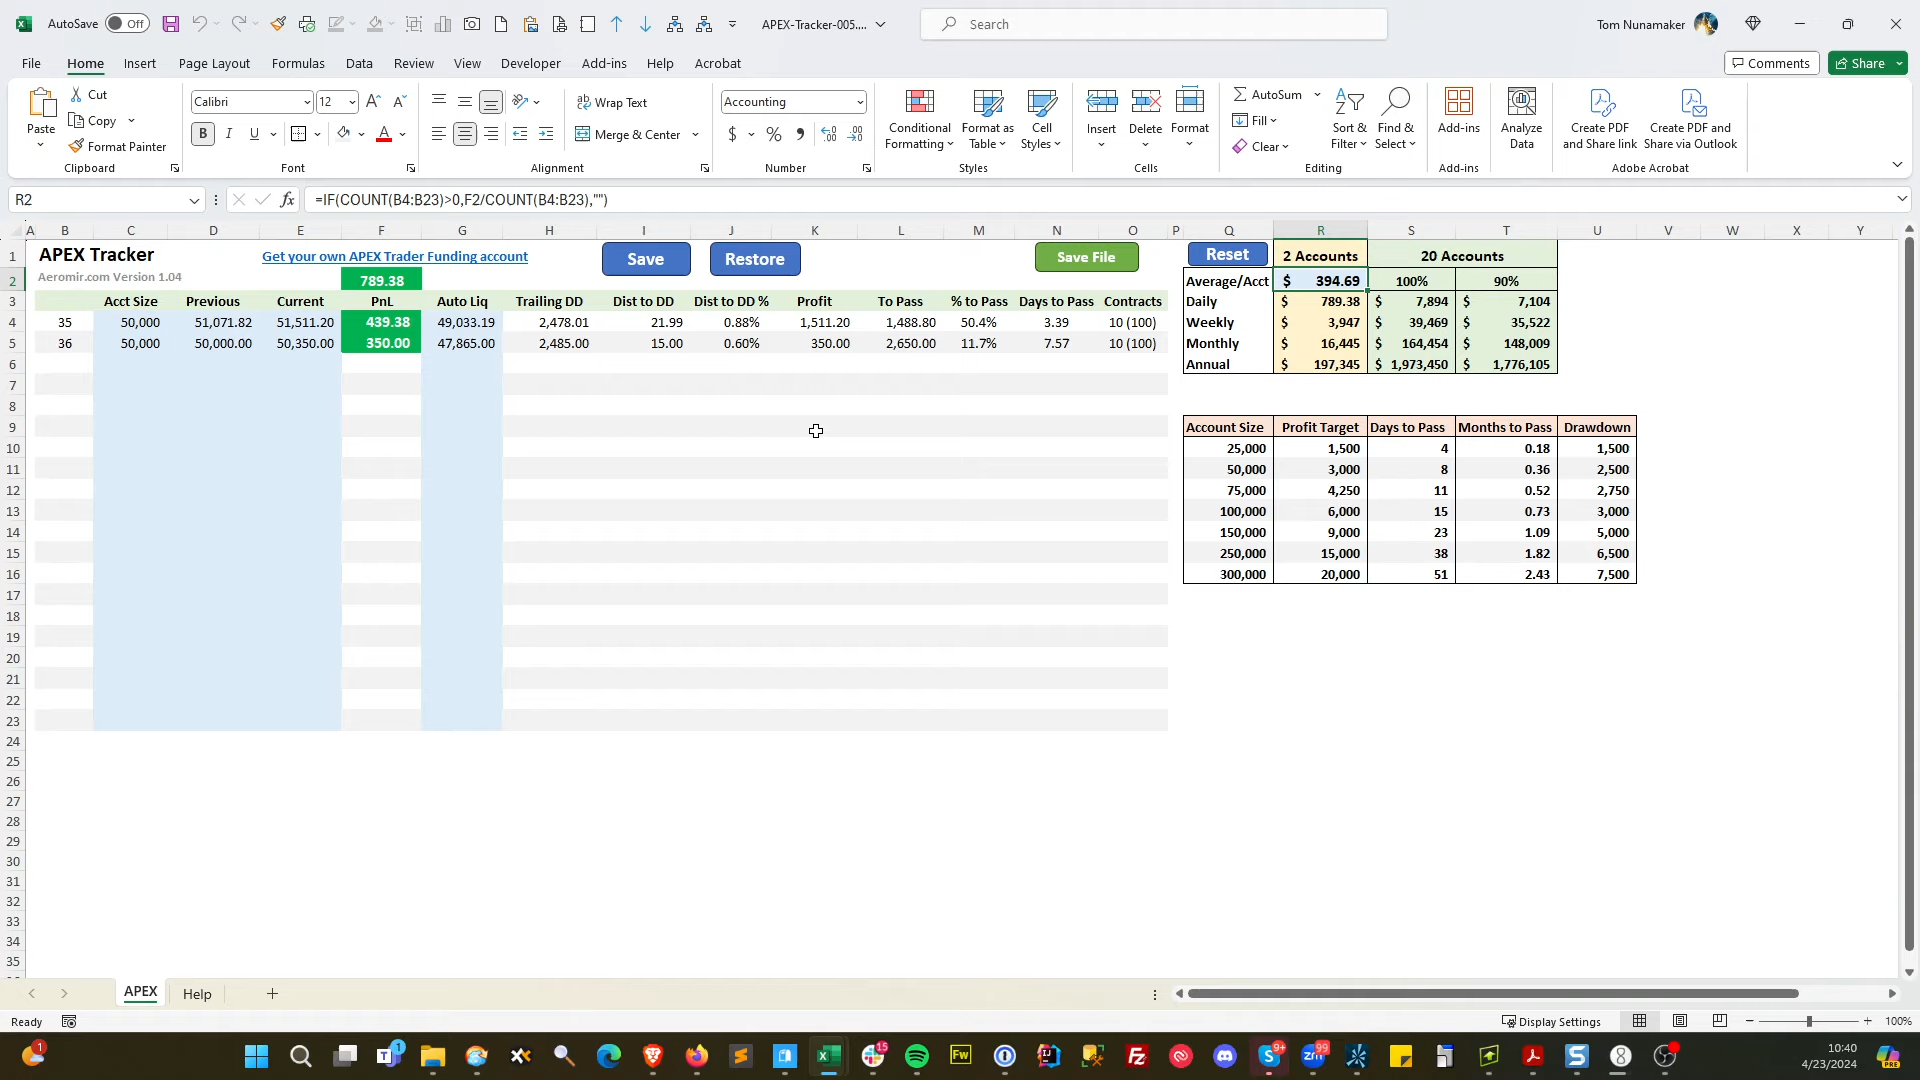 AutoSave Off APEX-Tracker-005.... Search Tom Nunamaker
File Home Insert Page Layout Formulas Data Review View Developer Add-ins Help Acrobat Comments Share
Paste Cut Copy Format Painter Clipboard
Calibri 12 B I U A Font
Wrap Text Merge & Center Alignment
Accounting $ % Number
Conditional Formatting Format as Table Cell Styles Styles
Insert Delete Format Cells
AutoSum Fill Clear Sort & Filter Find & Select Editing
Add-ins Add-ins
Analyze Data
Create PDF and Share link Create PDF and Share via Outlook Adobe Acrobat
R2 fx =IF(COUNT(B4:B23)>0,F2/COUNT(B4:B23),"")
A B C D E F G H I J K L M N O P Q R S T U V W X Y
1 APEX Tracker Get your own APEX Trader Funding account Save Restore Save File Reset 2 Accounts 20 Accounts
2 Aeromir.com Version 1.04 789.38 Average/Acct $ 394.69 100% 90%
3 Acct Size Previous Current PnL Auto Liq Trailing DD Dist to DD Dist to DD % Profit To Pass % to Pass Days to Pass Contracts Daily $ 789.38 $ 7,894 $ 7,104
4 35 50,000 51,071.82 51,511.20 439.38 49,033.19 2,478.01 21.99 0.88% 1,511.20 1,488.80 50.4% 3.39 10 (100) Weekly $ 3,947 $ 39,469 $ 35,522
5 36 50,000 50,000.00 50,350.00 350.00 47,865.00 2,485.00 15.00 0.60% 350.00 2,650.00 11.7% 7.57 10 (100) Monthly $ 16,445 $ 164,454 $ 148,009
6 Annual $ 197,345 $ 1,973,450 $ 1,776,105
7
8
9 Account Size Profit Target Days to Pass Months to Pass Drawdown
10 25,000 1,500 4 0.18 1,500
11 50,000 3,000 8 0.36 2,500
12 75,000 4,250 11 0.52 2,750
13 100,000 6,000 15 0.73 3,000
14 150,000 9,000 23 1.09 5,000
15 250,000 15,000 38 1.82 6,500
16 300,000 20,000 51 2.43 7,500
17
18
19
20
21
22
23
24
25
26
27
28
29
30
31
32
33
34
35
APEX Help
Ready Display Settings 100%
10:40
4/23/2024